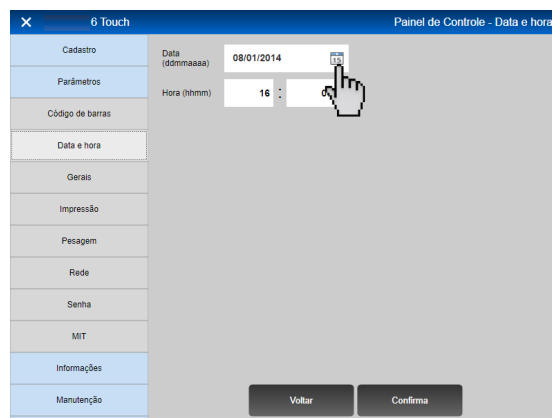 6 Touch
Painel de Controle - Data e hora
Cadastro
Parâmetros
Código de barras
Data e hora
Gerais
Impressão
Pesagem
Rede
Senha
MIT
Informações
Manutenção
Data
(ddmmaaaa)
08/01/2014
15
Hora (hhmm)
16 :
Voltar
Confirma